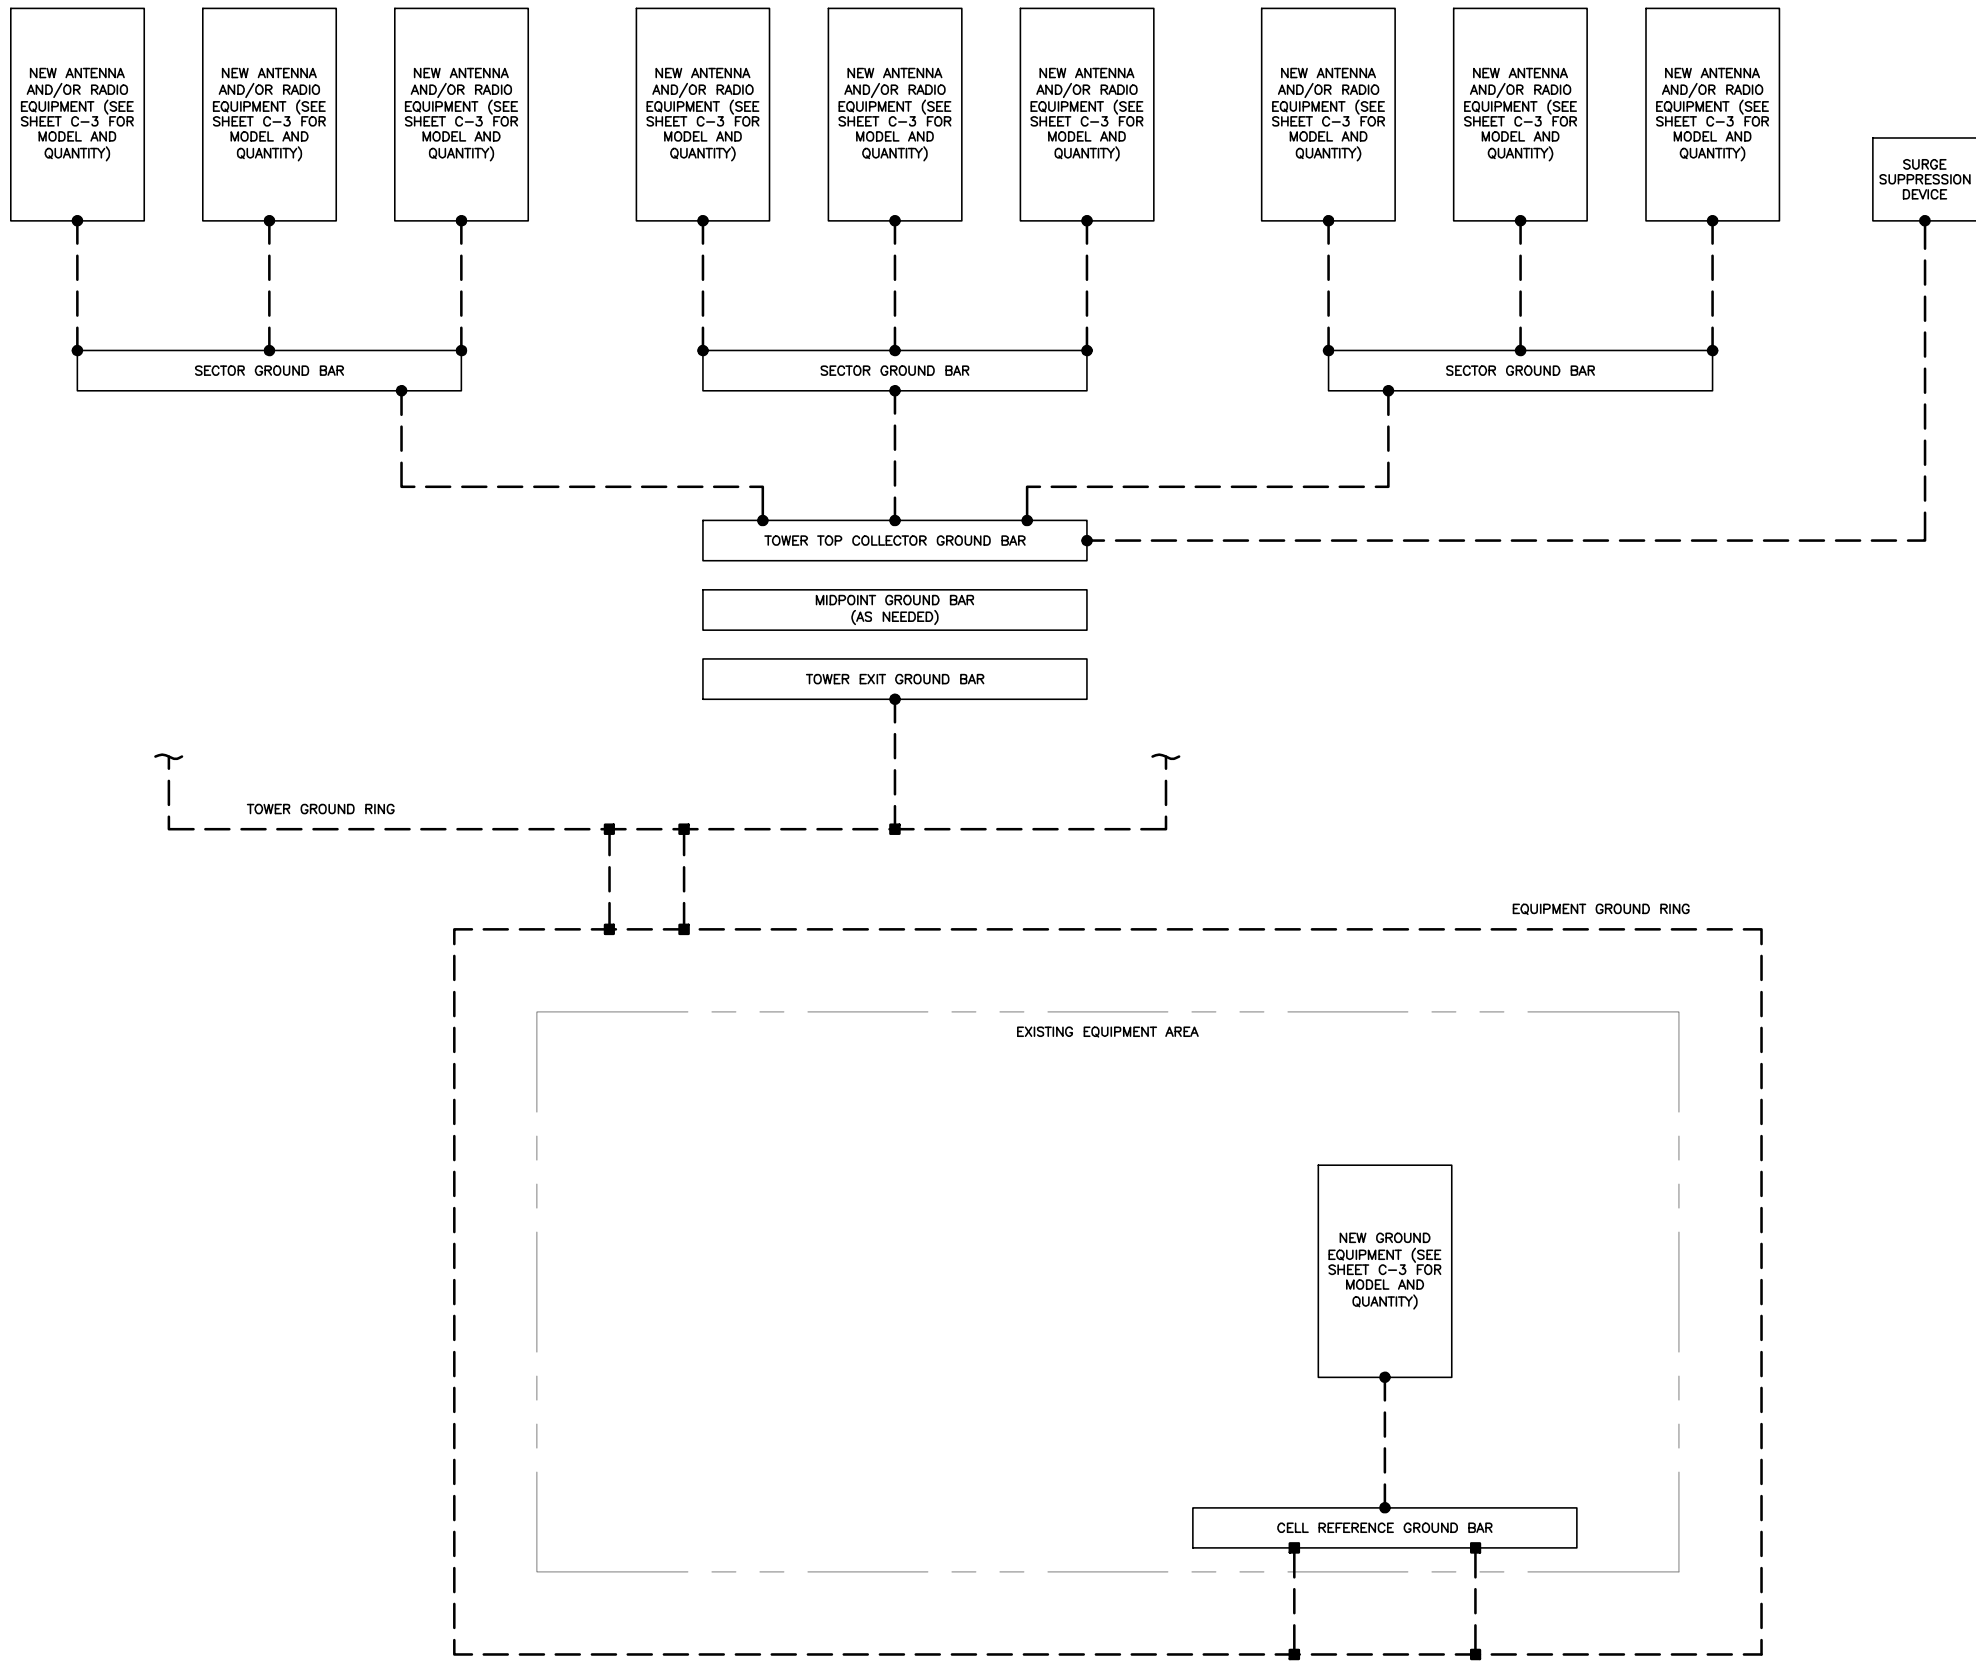 NEW ANTENNA
AND/OR RADIO
EQUIPMENT (SEE
SHEET C-3 FOR
MODEL AND
QUANTITY)
NEW ANTENNA
AND/OR RADIO
EQUIPMENT (SEE
SHEET C-3 FOR
MODEL AND
QUANTITY)
NEW ANTENNA
AND/OR RADIO
EQUIPMENT (SEE
SHEET C-3 FOR
MODEL AND
QUANTITY)
NEW ANTENNA
AND/OR RADIO
EQUIPMENT (SEE
SHEET C-3 FOR
MODEL AND
QUANTITY)
NEW ANTENNA
AND/OR RADIO
EQUIPMENT (SEE
SHEET C-3 FOR
MODEL AND
QUANTITY)
NEW ANTENNA
AND/OR RADIO
EQUIPMENT (SEE
SHEET C-3 FOR
MODEL AND
QUANTITY)
NEW ANTENNA
AND/OR RADIO
EQUIPMENT (SEE
SHEET C-3 FOR
MODEL AND
QUANTITY)
NEW ANTENNA
AND/OR RADIO
EQUIPMENT (SEE
SHEET C-3 FOR
MODEL AND
QUANTITY)
NEW ANTENNA
AND/OR RADIO
EQUIPMENT (SEE
SHEET C-3 FOR
MODEL AND
QUANTITY)
SURGE
SUPPRESSION
DEVICE
SECTOR GROUND BAR
SECTOR GROUND BAR
SECTOR GROUND BAR
TOWER TOP COLLECTOR GROUND BAR
MIDPOINT GROUND BAR
(AS NEEDED)
TOWER EXIT GROUND BAR
TOWER GROUND RING
EQUIPMENT GROUND RING
EXISTING EQUIPMENT AREA
NEW GROUND
EQUIPMENT (SEE
SHEET C-3 FOR
MODEL AND
QUANTITY)
CELL REFERENCE GROUND BAR